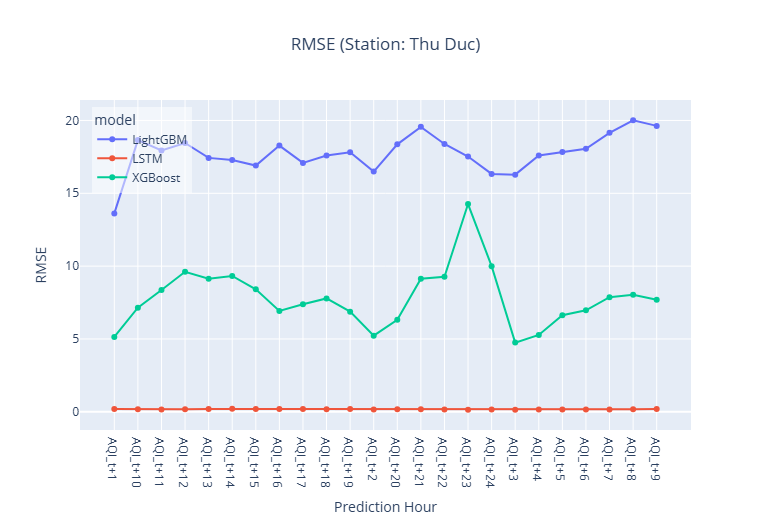 RMSE (Station: Thu Duc)
model
LightGBM
LSTM
XGBoost
RMSE
20
15
10
5
0
AQI_t+1
AQI_t+10
AQI_t+11
AQI_t+12
AQI_t+13
AQI_t+14
AQI_t+15
AQI_t+16
AQI_t+17
AQI_t+18
AQI_t+19
AQI_t+2
AQI_t+20
AQI_t+21
AQI_t+22
AQI_t+23
AQI_t+24
AQI_t+3
AQI_t+4
AQI_t+5
AQI_t+6
AQI_t+7
AQI_t+8
AQI_t+9
Prediction Hour